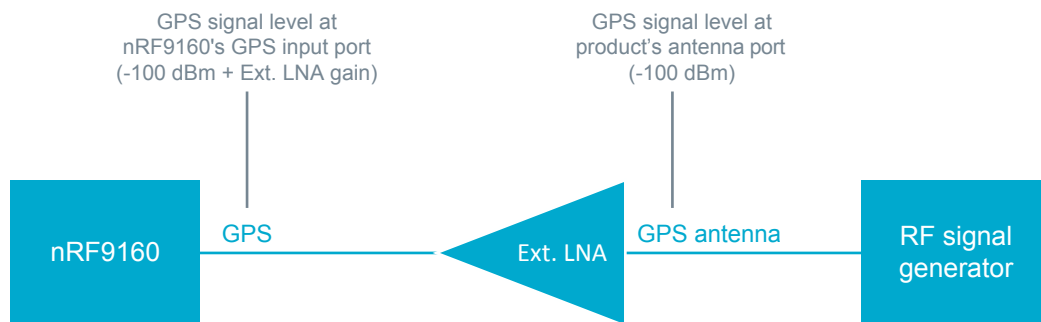 GPS signal level at
nRF9160's GPS input port
(-100 dBm + Ext. LNA gain)
GPS signal level at
product’s antenna port
(-100 dBm)
nRF9160
GPS
Ext. LNA
GPS antenna
RF signal
generator